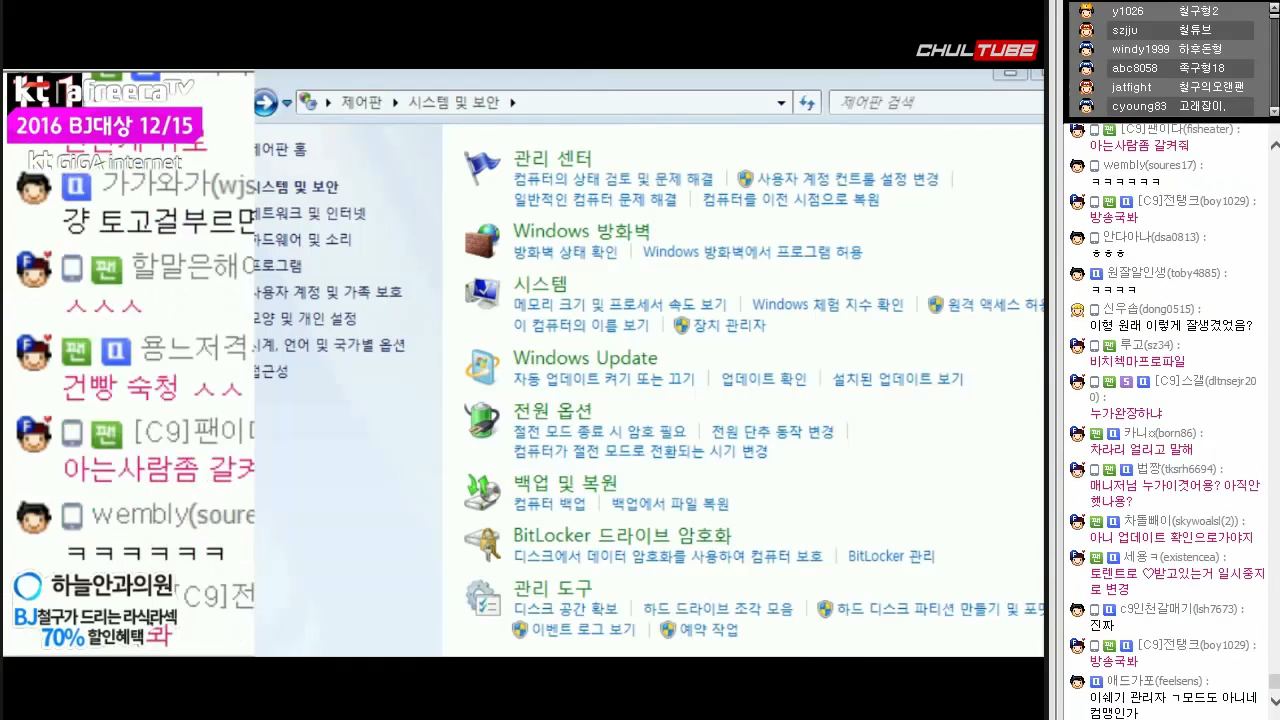 CHULTUBE
kt
afreecaTV
2016 BJ대상 12/15
kt GiGA internet
가가와가(wjs
걍 토고걸부르면
할말은해
ㅅㅅㅅ
용느저격
건빵 숙청 ㅅㅅ
[C9]팬이
아는사람좀 갈켜
wembly(soure
ㅋㅋㅋㅋㅋㅋ
하늘안과의원
[C9]전
BJ철구가 드리는 라식라섹
70% 할인혜택
제어판
시스템 및 보안
제어판 검색
제어판 홈
시스템 및 보안
네트워크 및 인터넷
하드웨어 및 소리
프로그램
사용자 계정 및 가족 보호
모양 및 개인 설정
시계, 언어 및 국가별 옵션
접근성
관리 센터
컴퓨터의 상태 검토 및 문제 해결 사용자 계정 컨트롤 설정 변경
일반적인 컴퓨터 문제 해결 컴퓨터를 이전 시점으로 복원
Windows 방화벽
방화벽 상태 확인 Windows 방화벽에서 프로그램 허용
시스템
메모리 크기 및 프로세서 속도 보기 Windows 체험 지수 확인 원격 액세스 허용
이 컴퓨터의 이름 보기 장치 관리자
Windows Update
자동 업데이트 켜기 또는 끄기 업데이트 확인 설치된 업데이트 보기
전원 옵션
절전 모드 종료 시 암호 필요 전원 단추 동작 변경
컴퓨터가 절전 모드로 전환되는 시기 변경
백업 및 복원
컴퓨터 백업 백업에서 파일 복원
BitLocker 드라이브 암호화
디스크에서 데이터 암호화를 사용하여 컴퓨터 보호 BitLocker 관리
관리 도구
디스크 공간 확보 하드 드라이브 조각 모음 하드 디스크 파티션 만들기 및 포맷
이벤트 로그 보기 예약 작업
y1026 철구형2
szjju 철튜브
windy1999 하후돈형
abc8058 족구형18
jatflgjt 철구의오랜팬
cyoung 고래잠이,
[C9]팬이다(fisheater) :
아는사람좀 갈켜줘
wembly(soures17) :
ㅋㅋㅋㅋㅋㅋ
[C9]전탱크(boy1029) :
방송국봐
안다마나(dsa0813) :
ㅎㅎㅎ
원잘알인생(toby4885) :
ㅋㅋㅋㅋ
신우솝(dong0515) :
이형 원래 이렇게 잘생겼었음?
루고(sz34) :
비치첵마프로파일
[C9]스갤(dltnsejr20
0) :
누가완장하냐
카니xx(barn86) :
차라리 얼리고 말해
법짱(tksrh6694) :
매니저님 누가이겻어용? 아직안
햇나용?
차돌빼이(skywoaisl(2)) :
아니 업데이트 확인으로가야지
세종ㅋ(existencea) :
토렌트로 ♡받고있는거 임시중지
로 변경
c9인천갈매기(sh7673) :
진짜
[C9]전탱크(boy1029) :
방송국봐
애드가포(feelsens) :
이쉐기 관리자 ㄱ모드도 아니네
컴맹인가